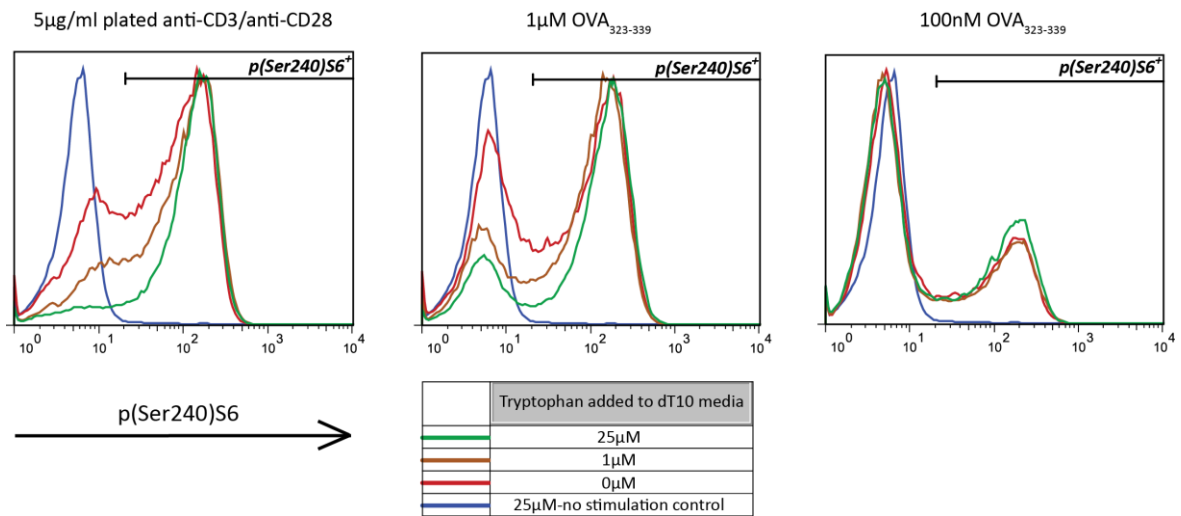 5µg/ml plated anti-CD3/anti-CD28
1µM OVA323-339
100nM OVA323-339
p(Ser240)S6+
p(Ser240)S6+
p(Ser240)S6+
10^0 10^1 10^2 10^3 10^4
10^0 10^1 10^2 10^3 10^4
10^0 10^1 10^2 10^3 10^4
p(Ser240)S6
Tryptophan added to dT10 media
25µM
1µM
0µM
25µM-no stimulation control